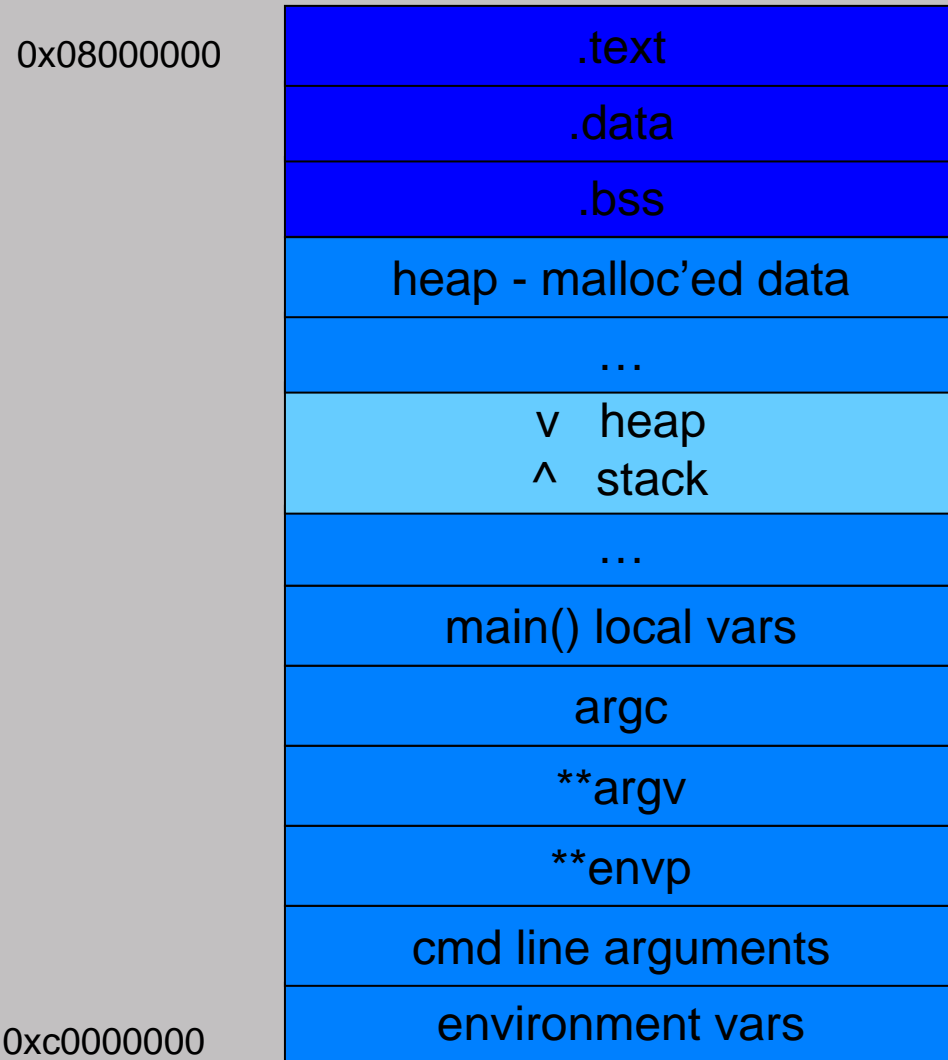 0x08000000
.text
.data
.bss
heap - malloc’ed data
…
v heap
^ stack
…
main() local vars
argc
**argv
**envp
cmd line arguments
environment vars
0xc0000000